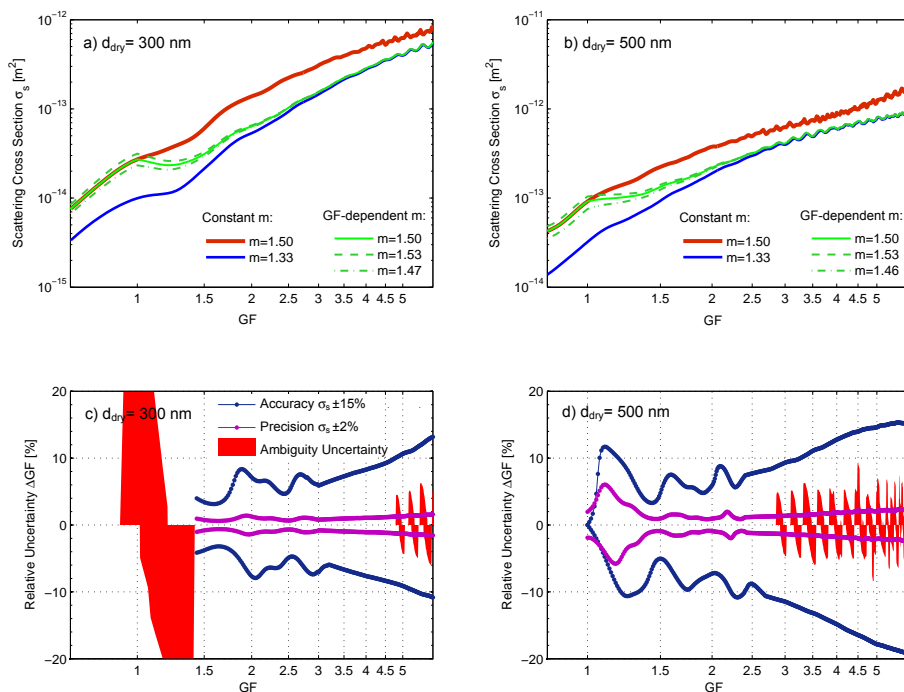 a) d_dry= 300 nm
Scattering Cross Section σ_s [m²]
10⁻¹²
10⁻¹³
10⁻¹⁴
10⁻¹⁵
Constant m:
m=1.50
m=1.33
GF-dependent m:
m=1.50
m=1.53
m=1.47
1 1.5 2 2.5 3 3.5 4 4.5 5
GF
b) d_dry= 500 nm
Scattering Cross Section σ_s [m²]
10⁻¹¹
10⁻¹²
10⁻¹³
10⁻¹⁴
Constant m:
m=1.50
m=1.33
GF-dependent m:
m=1.50
m=1.53
m=1.46
1 1.5 2 2.5 3 3.5 4 4.5 5
GF
c) d_dry= 300 nm
Relative Uncertainty ΔGF [%]
20
10
0
−10
−20
Accuracy σ_s ±15%
Precision σ_s ±2%
Ambiguity Uncertainty
1 1.5 2 2.5 3 3.5 4 4.5 5
GF
d) d_dry= 500 nm
Relative Uncertainty ΔGF [%]
20
10
0
−10
−20
1 1.5 2 2.5 3 3.5 4 4.5 5
GF